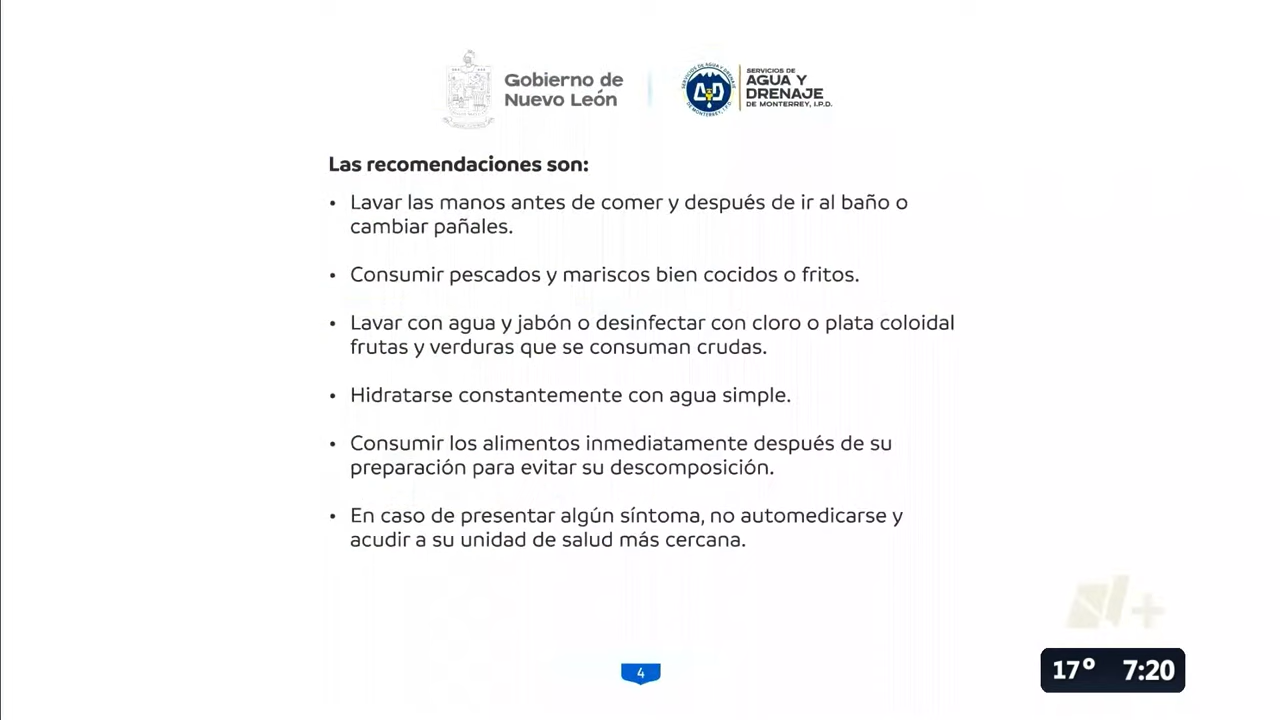 Gobierno de
Nuevo León
SERVICIOS DE
AGUA Y
DRENAJE
DE MONTERREY, I.P.D.
Las recomendaciones son:
• Lavar las manos antes de comer y después de ir al baño o
cambiar pañales.
• Consumir pescados y mariscos bien cocidos o fritos.
• Lavar con agua y jabón o desinfectar con cloro o plata coloidal
frutas y verduras que se consuman crudas.
• Hidratarse constantemente con agua simple.
• Consumir los alimentos inmediatamente después de su
preparación para evitar su descomposición.
• En caso de presentar algún síntoma, no automedicarse y
acudir a su unidad de salud más cercana.
4
N+
17° 7:20